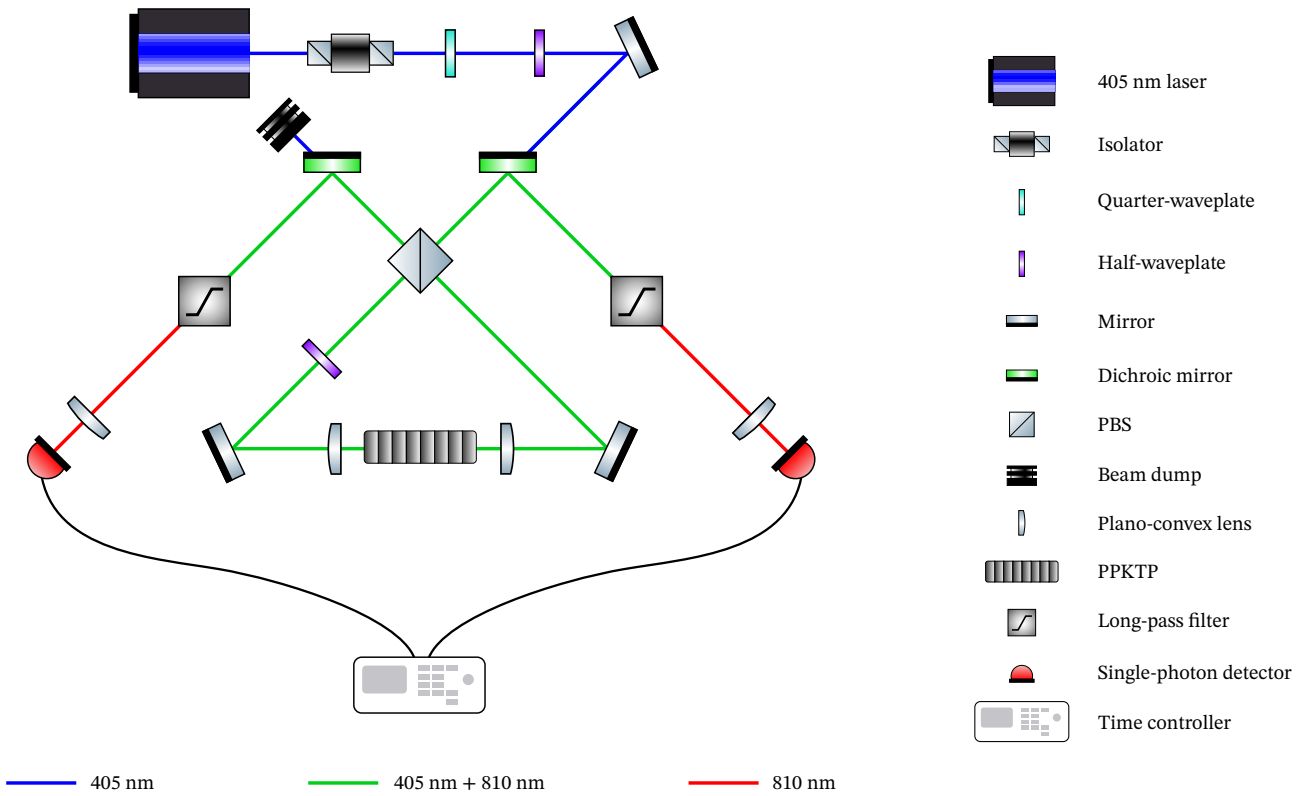 405 nm laser
Isolator
Quarter-waveplate
Half-waveplate
Mirror
Dichroic mirror
PBS
Beam dump
Plano-convex lens
PPKTP
Long-pass filter
Single-photon detector
Time controller
405 nm
405 nm + 810 nm
810 nm